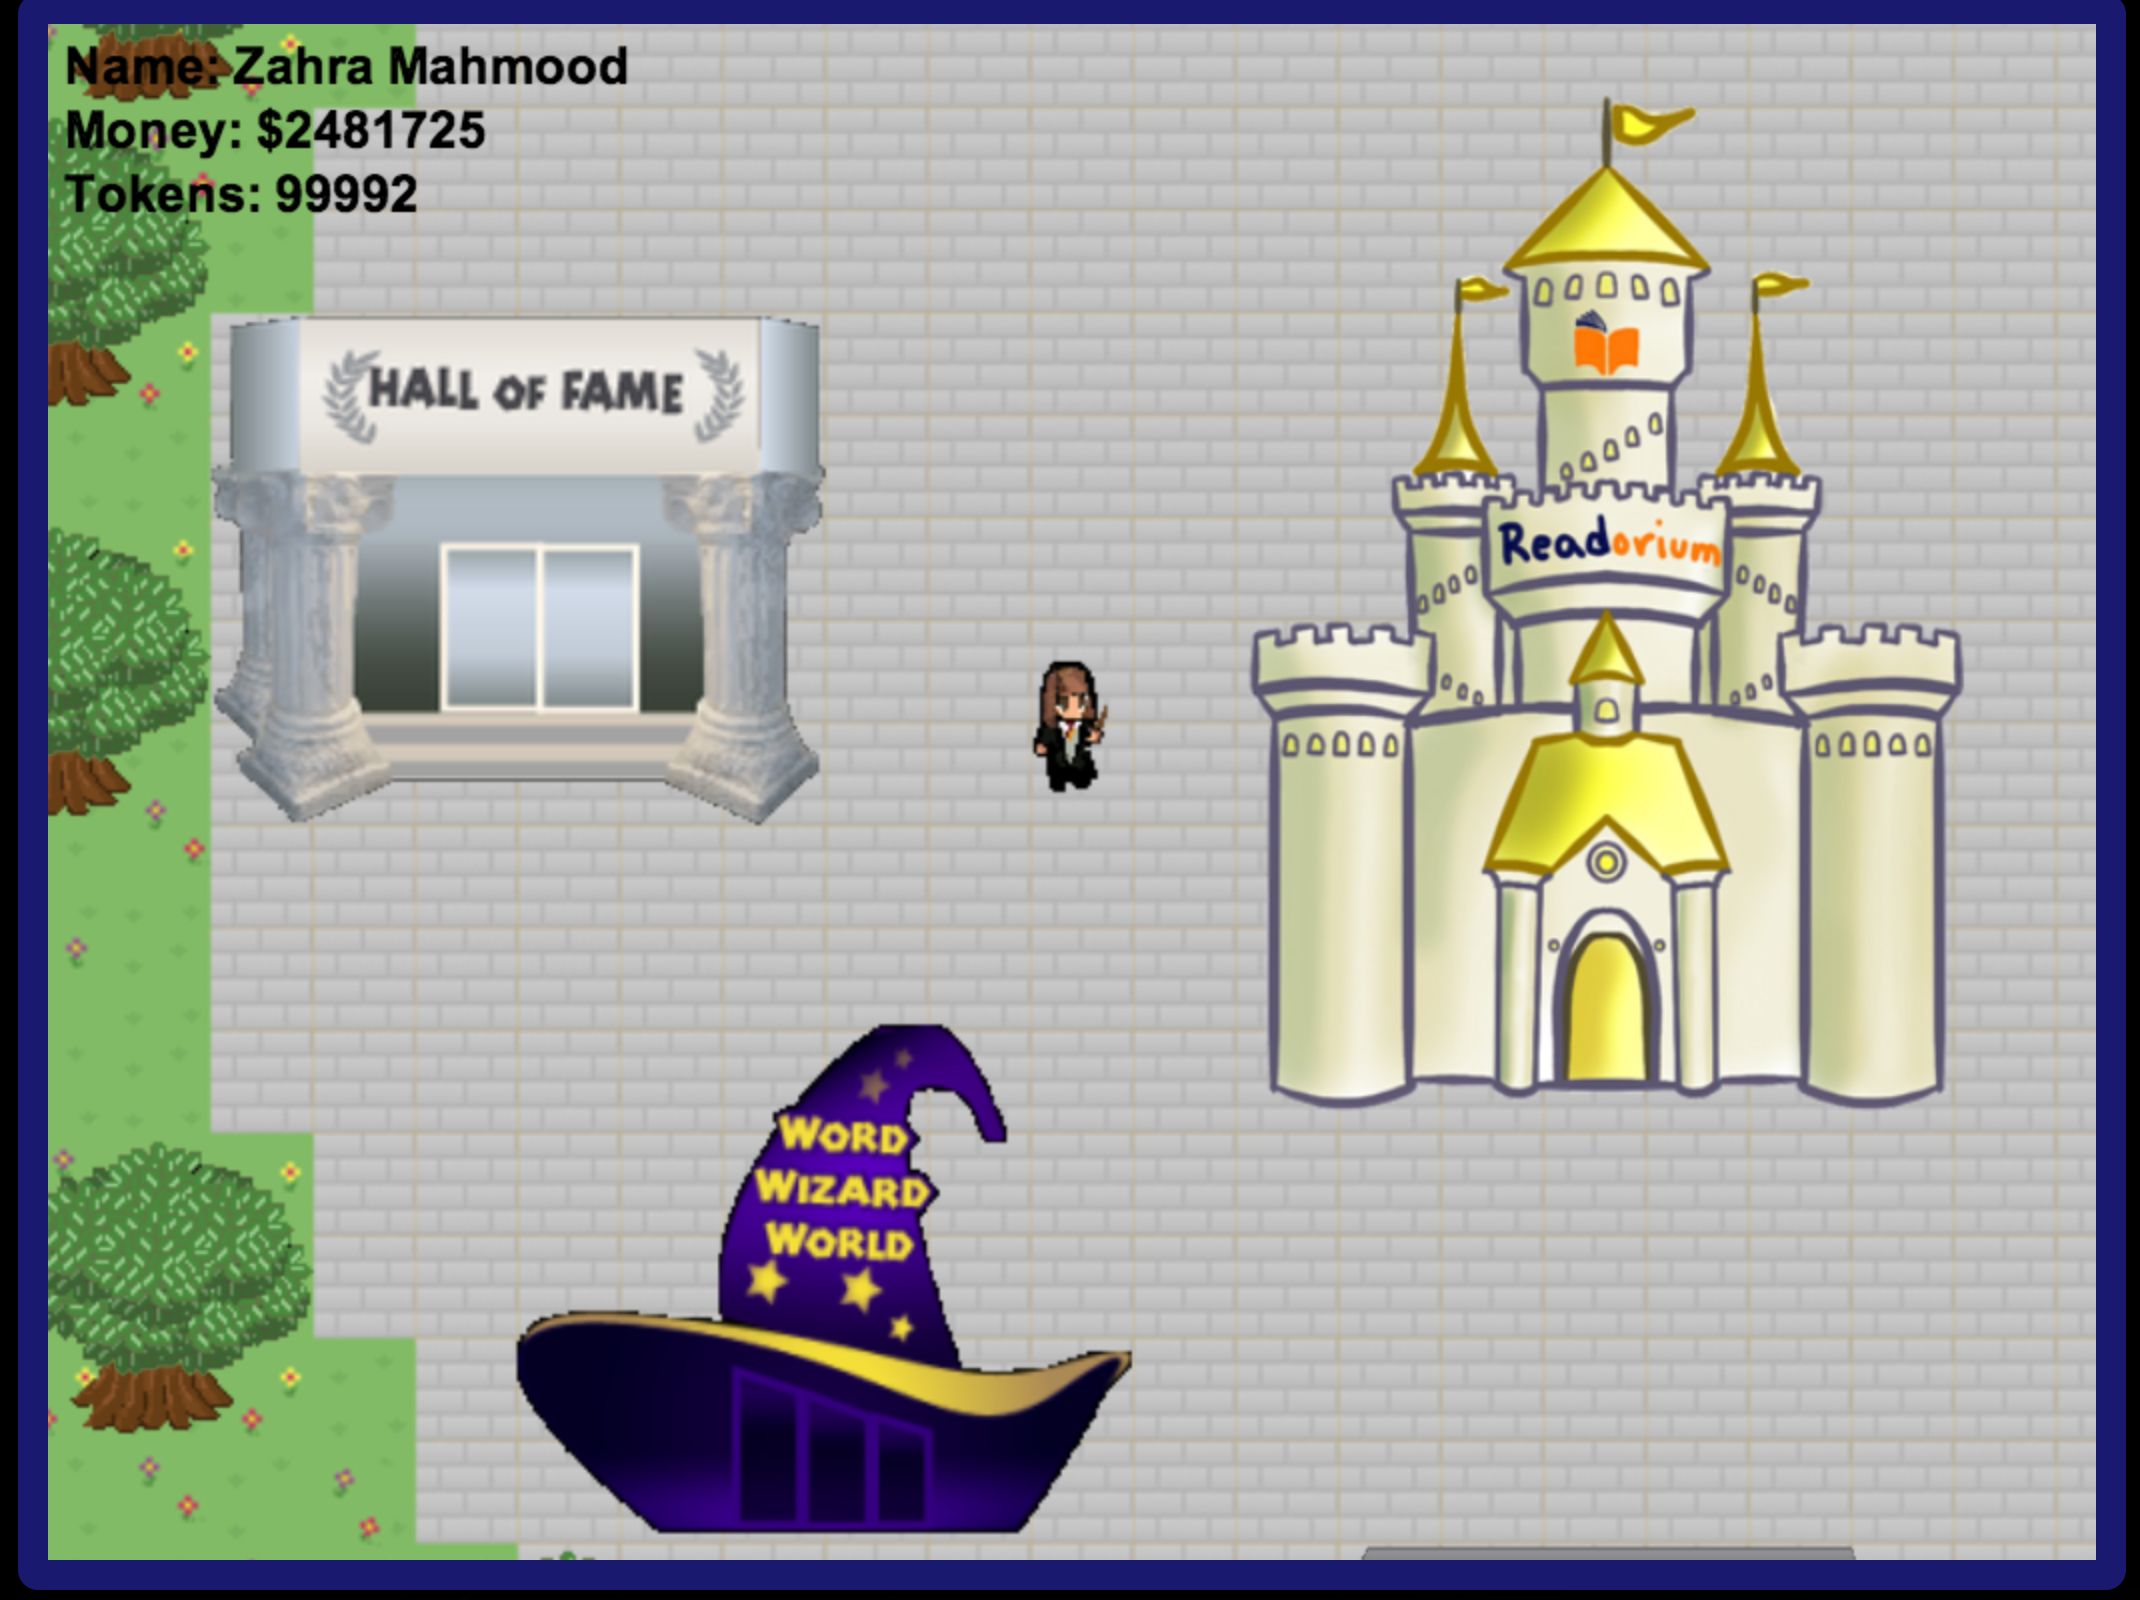 Name: Zahra Mahmood
Money: $2481725
Tokens: 99992
HALL OF FAME
Readorium
WORD
WIZARD
WORLD